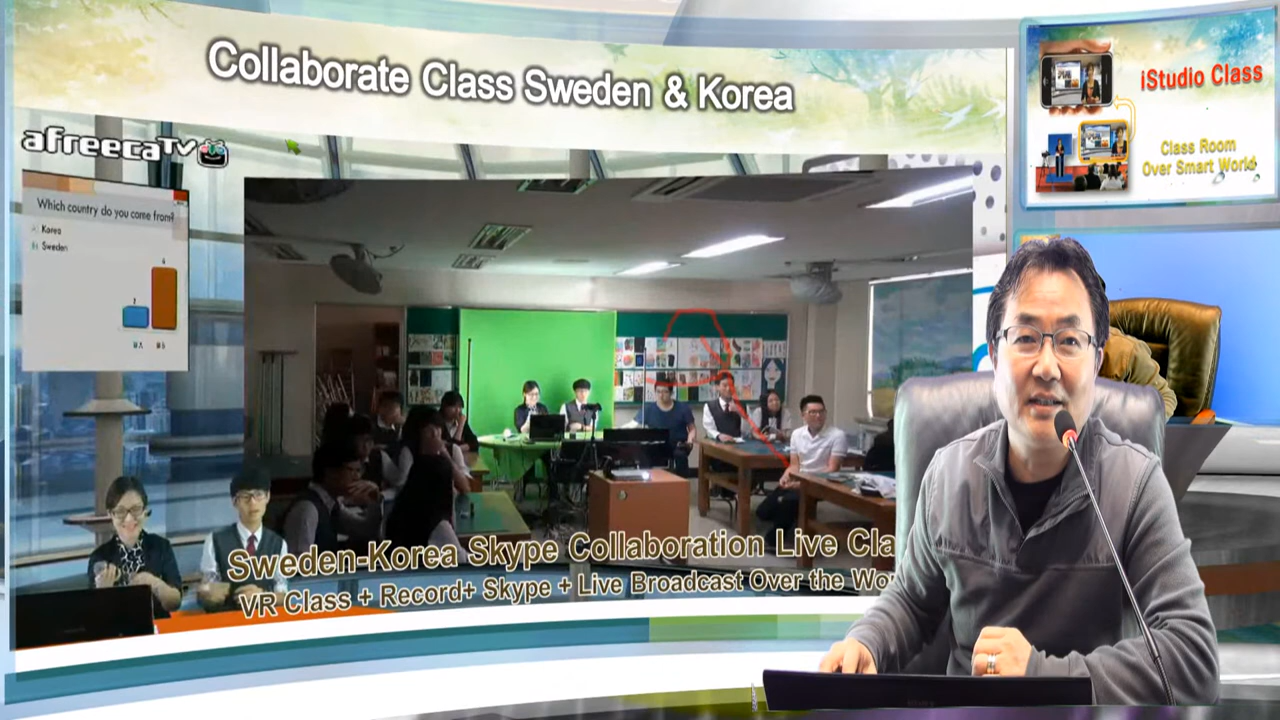 Collaborate Class Sweden & Korea
iStudio Class
Class Room
Over Smart World
afreecaTV
Which country do you come from?
Korea
Sweden
Sweden-Korea Skype Collaboration Live Cla
VR Class + Record+ Skype + Live Broadcast Over the Wo